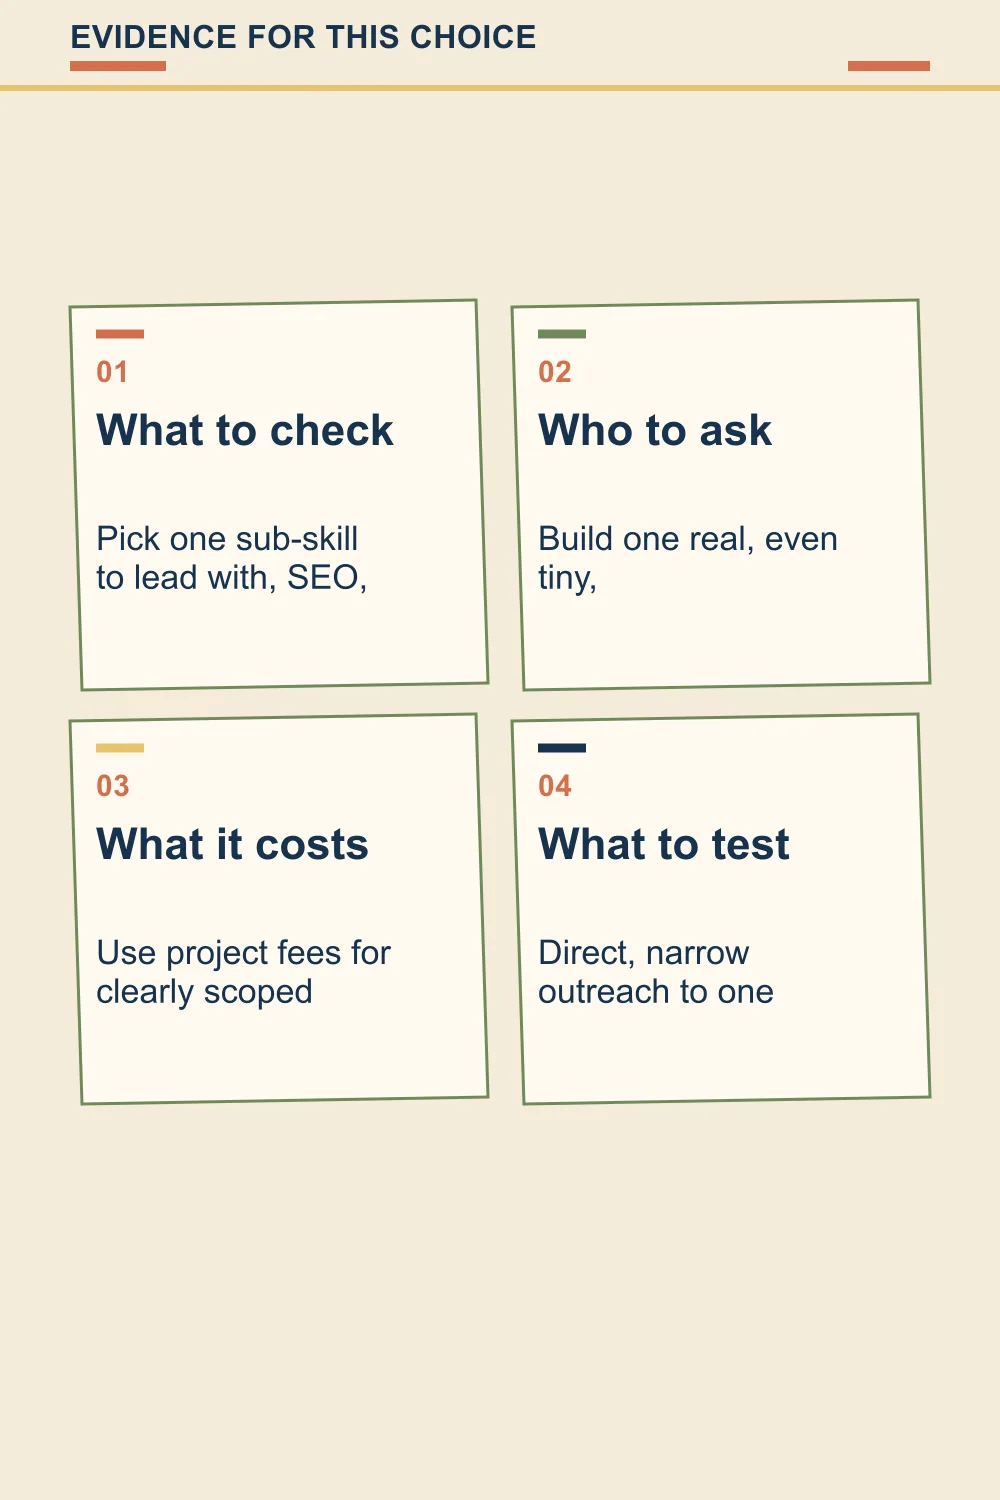 EVIDENCE FOR THIS CHOICE
01
What to check
Pick one sub-skill
to lead with, SEO,
02
Who to ask
Build one real, even
tiny,
03
What it costs
Use project fees for
clearly scoped
04
What to test
Direct, narrow
outreach to one